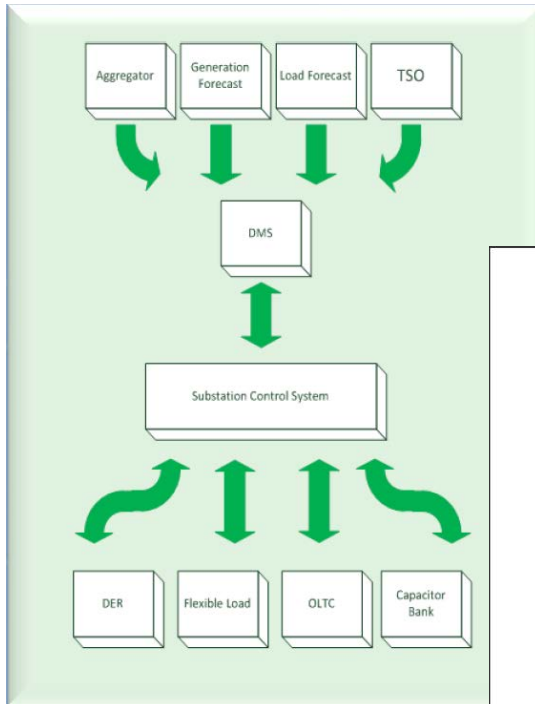 Aggregator
Generation
Forecast
Load Forecast
TSO
DMS
Substation Control System
DER
Flexible Load
OLTC
Capacitor
Bank